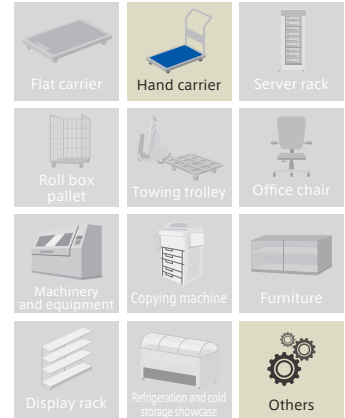 Flat carrier
Hand carrier
Server rack
Roll box
pallet
Towing trolley
Office chair
Machinery
and equipment
Copying machine
Furniture
Display rack
Refrigeration and cold
storage showcase
Others